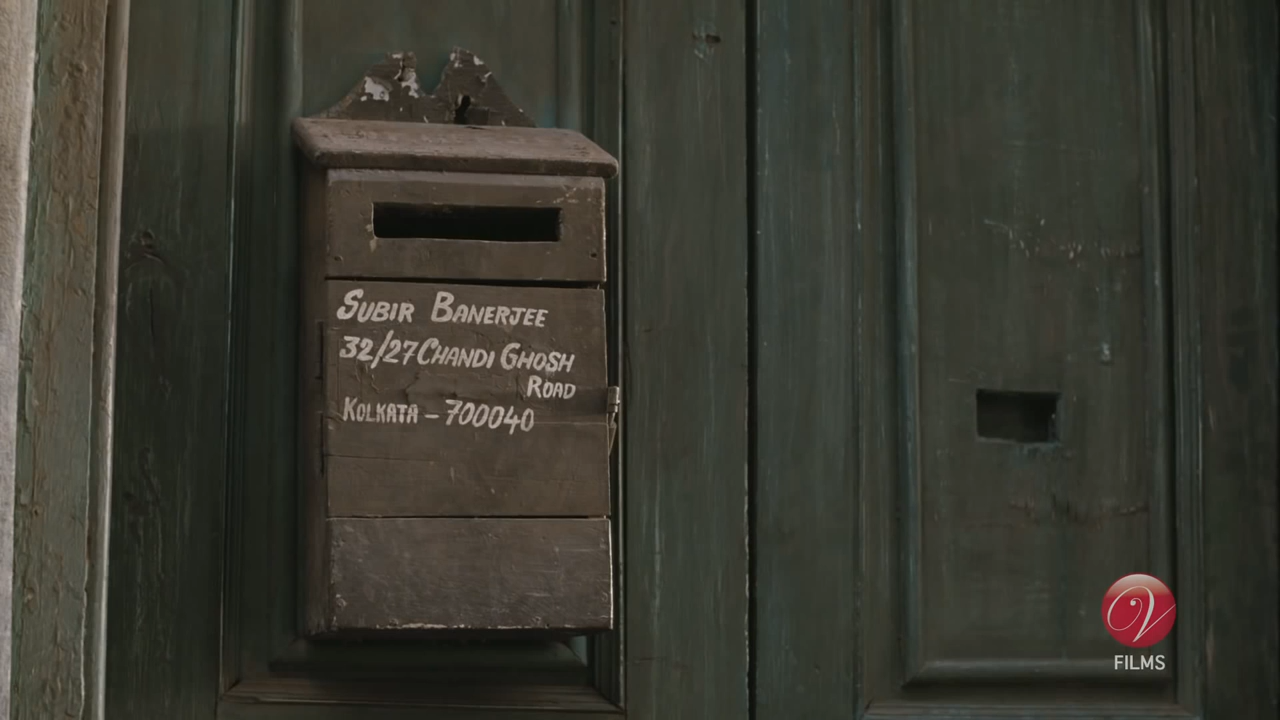 SUBIR BANERJEE
32/27 CHANDI GHOSH
ROAD
KOLKATA - 700040
V
FILMS